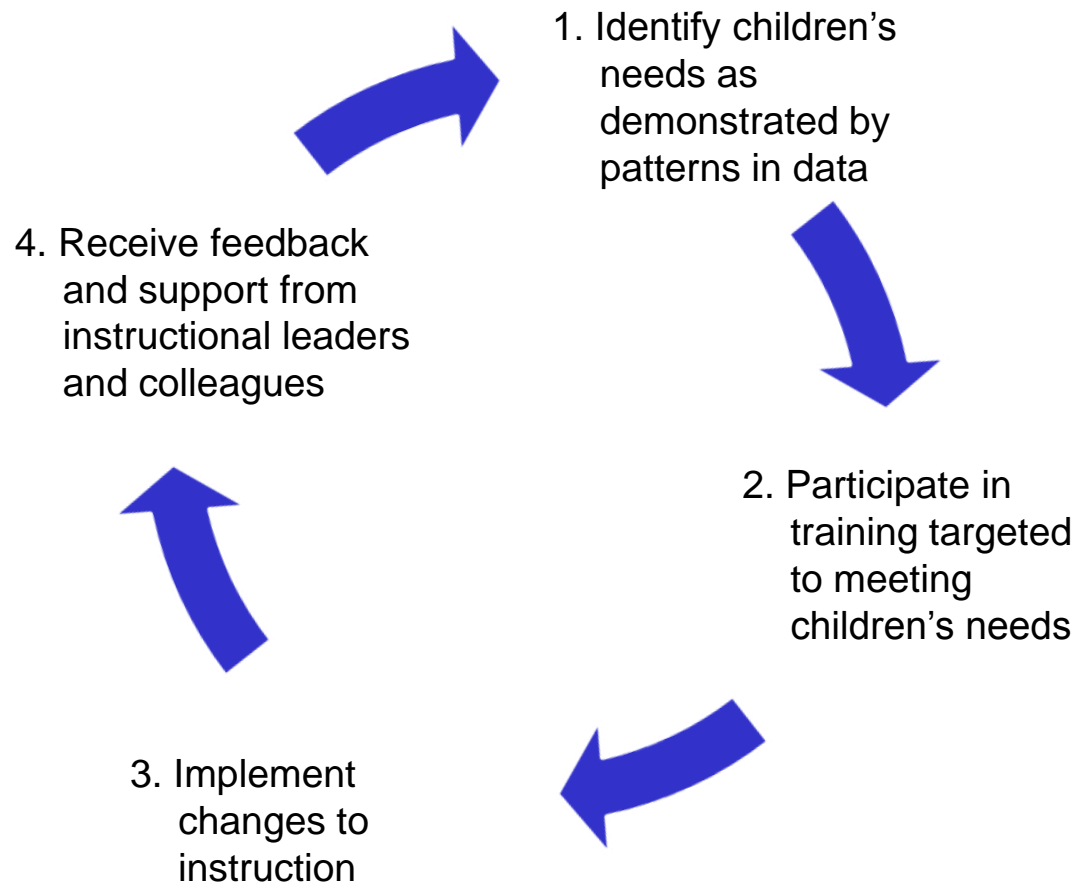 1. Identify children’s
needs as
demonstrated by
patterns in data
2. Participate in
training targeted
to meeting
children’s needs
3. Implement
changes to
instruction
4. Receive feedback
and support from
instructional leaders
and colleagues